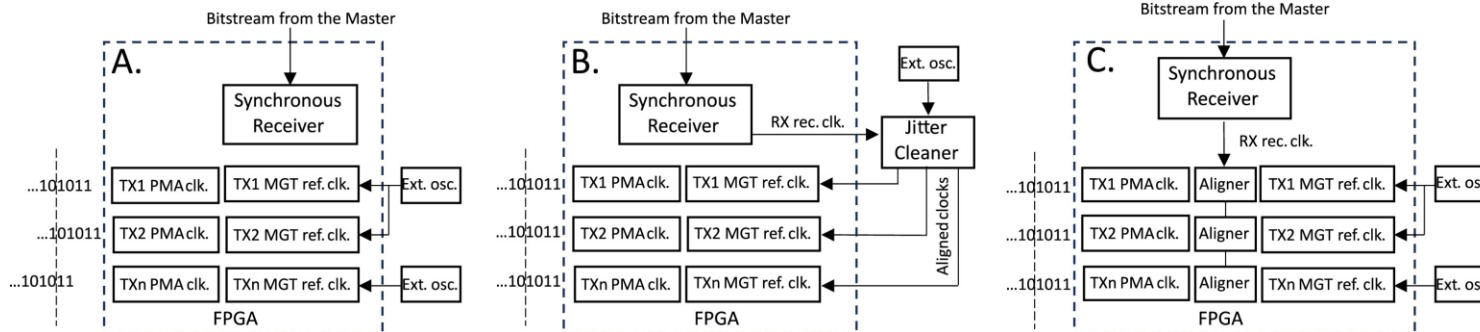 Bitstream from the Master
A.
Synchronous
Receiver
...101011
TX1 PMA clk.
TX1 MGT ref. clk.
Ext. osc.
...101011
TX2 PMA clk.
TX2 MGT ref. clk.
...101011
TXn PMA clk.
TXn MGT ref. clk.
Ext. osc.
FPGA
Bitstream from the Master
B.
Ext. osc.
Synchronous
Receiver
RX rec. clk.
Jitter
Cleaner
...101011
TX1 PMA clk.
TX1 MGT ref. clk.
...101011
TX2 PMA clk.
TX2 MGT ref. clk.
Aligned clocks
...101011
TXn PMA clk.
TXn MGT ref. clk.
FPGA
Bitstream from the Master
C.
Synchronous
Receiver
RX rec. clk.
...101011
TX1 PMA clk.
Aligner
TX1 MGT ref. clk.
Ext. osc
...101011
TX2 PMA clk.
Aligner
TX2 MGT ref. clk.
...101011
TXn PMA clk.
Aligner
TXn MGT ref. clk.
Ext. osc
FPGA